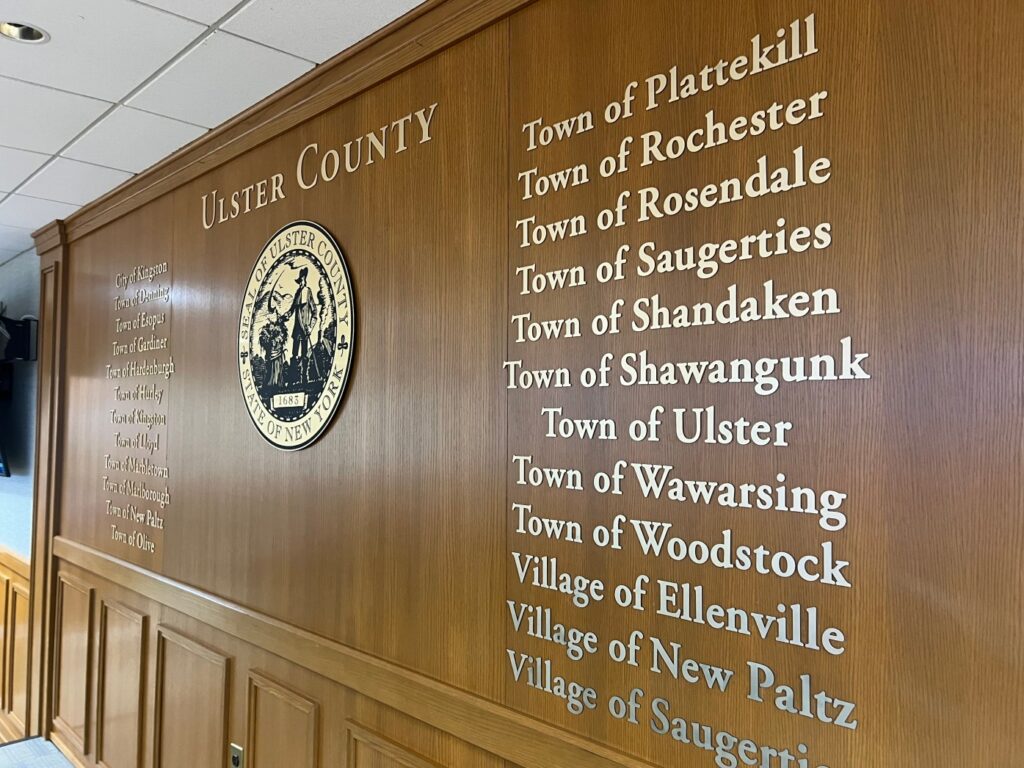 ULSTER COUNTY
SEAL OF ULSTER COUNTY
STATE OF NEW YORK
1683
City of Kingston
Town of Denning
Town of Esopus
Town of Gardiner
Town of Hardenburgh
Town of Hurley
Town of Kingston
Town of Lloyd
Town of Marbletown
Town of Marlborough
Town of New Paltz
Town of Olive
Town of Plattekill
Town of Rochester
Town of Rosendale
Town of Saugerties
Town of Shandaken
Town of Shawangunk
Town of Ulster
Town of Wawarsing
Town of Woodstock
Village of Ellenville
Village of New Paltz
Village of Saugerti